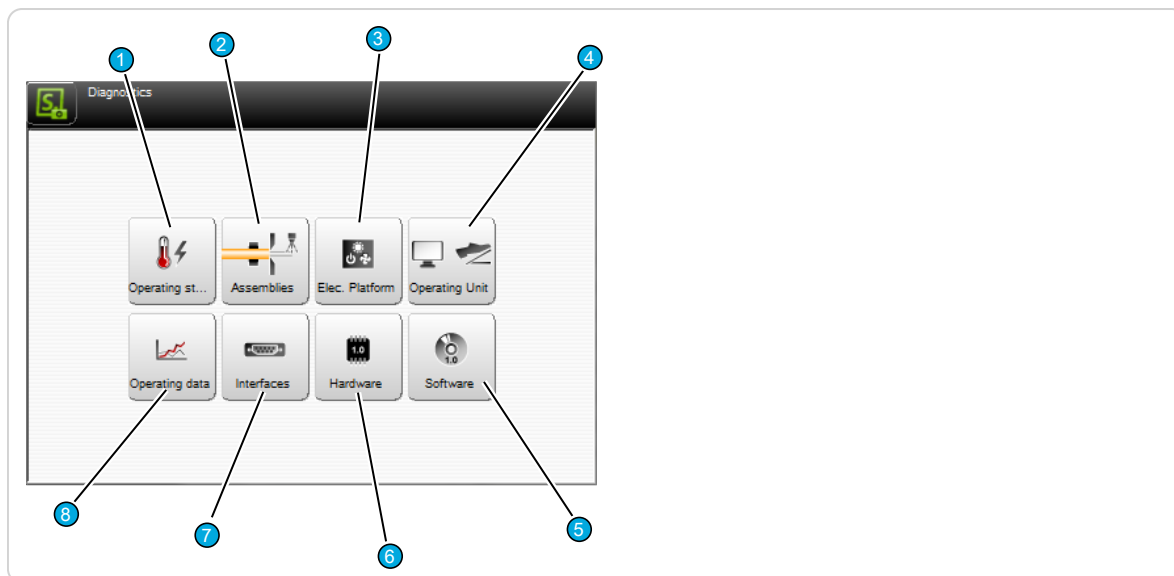 1
2
3
4
Diagnostics
Operating st...
Assemblies
Elec. Platform
Operating Unit
1.0
1.0
Operating data
Interfaces
Hardware
Software
8
7
6
5